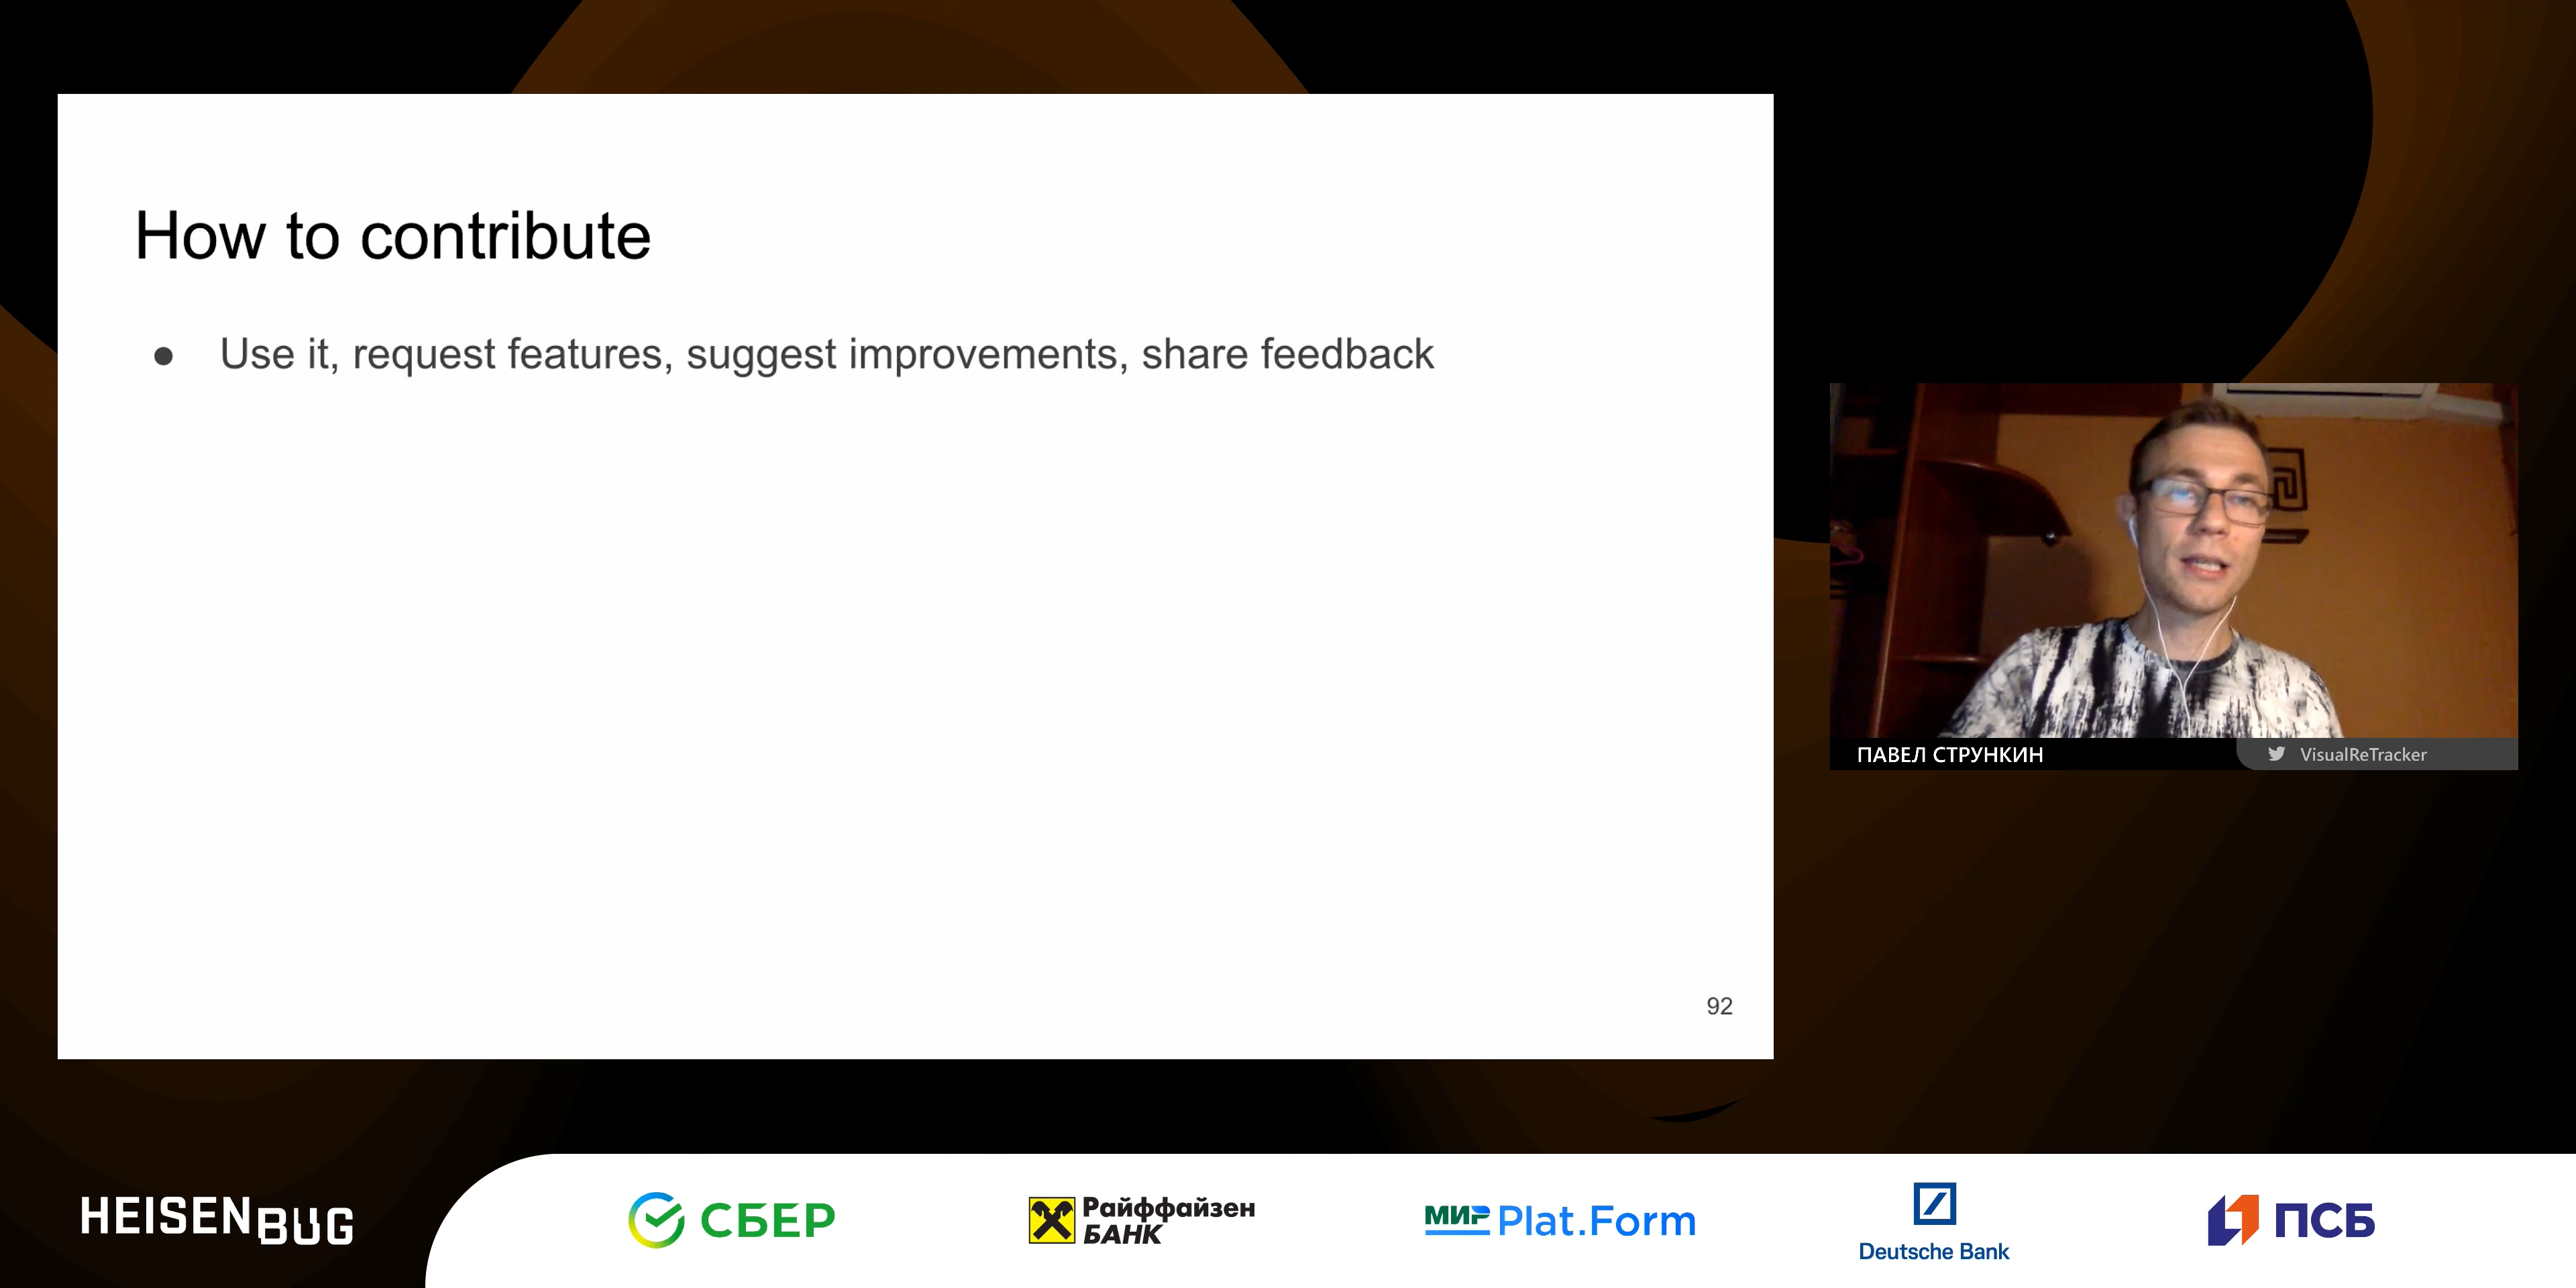 How to contribute
● Use it, request features, suggest improvements, share feedback
92
ПАВЕЛ СТРУНКИН
VisualReTracker
HEISENBUG
СБЕР
Райффайзен
БАНК
МИР Plat.Form
Deutsche Bank
ПСБ